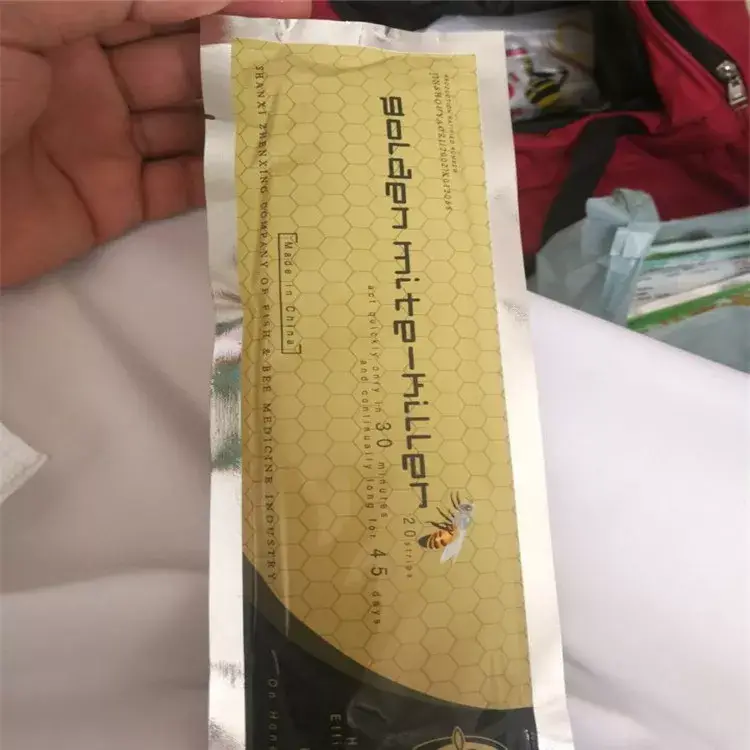 golden mite-killer
20 strips
act quickly only in 30 minutes
and continually long for 45 days
Made in China
SHANXI ZHENXING COMPANY OF FISH & BEE MEDICINE INDUSTRY
On